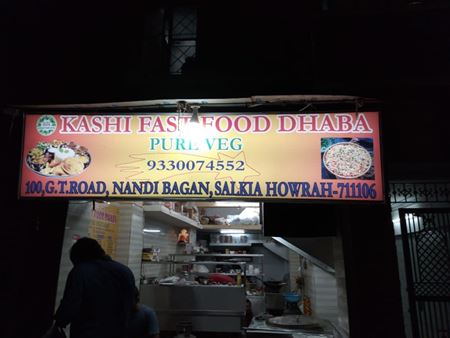 KASHI FAST FOOD DHABA
PURE VEG
9330074552
100, G.T.ROAD, NANDI BAGAN, SALKIA HOWRAH-711106